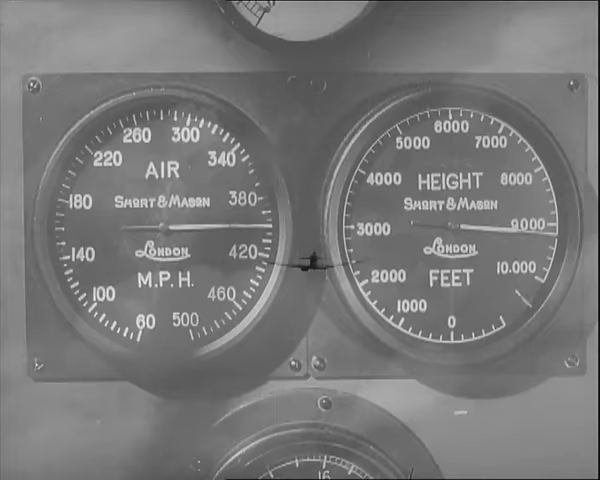 260 300
220 340
AIR
180 380
SHORT & MASON
LONDON
140 420
M.P.H.
100 460
60 500
6000
5000 7000
4000 8000
HEIGHT
SHORT & MASON
3000 9000
LONDON
10.000
2000
FEET
1000
0
16